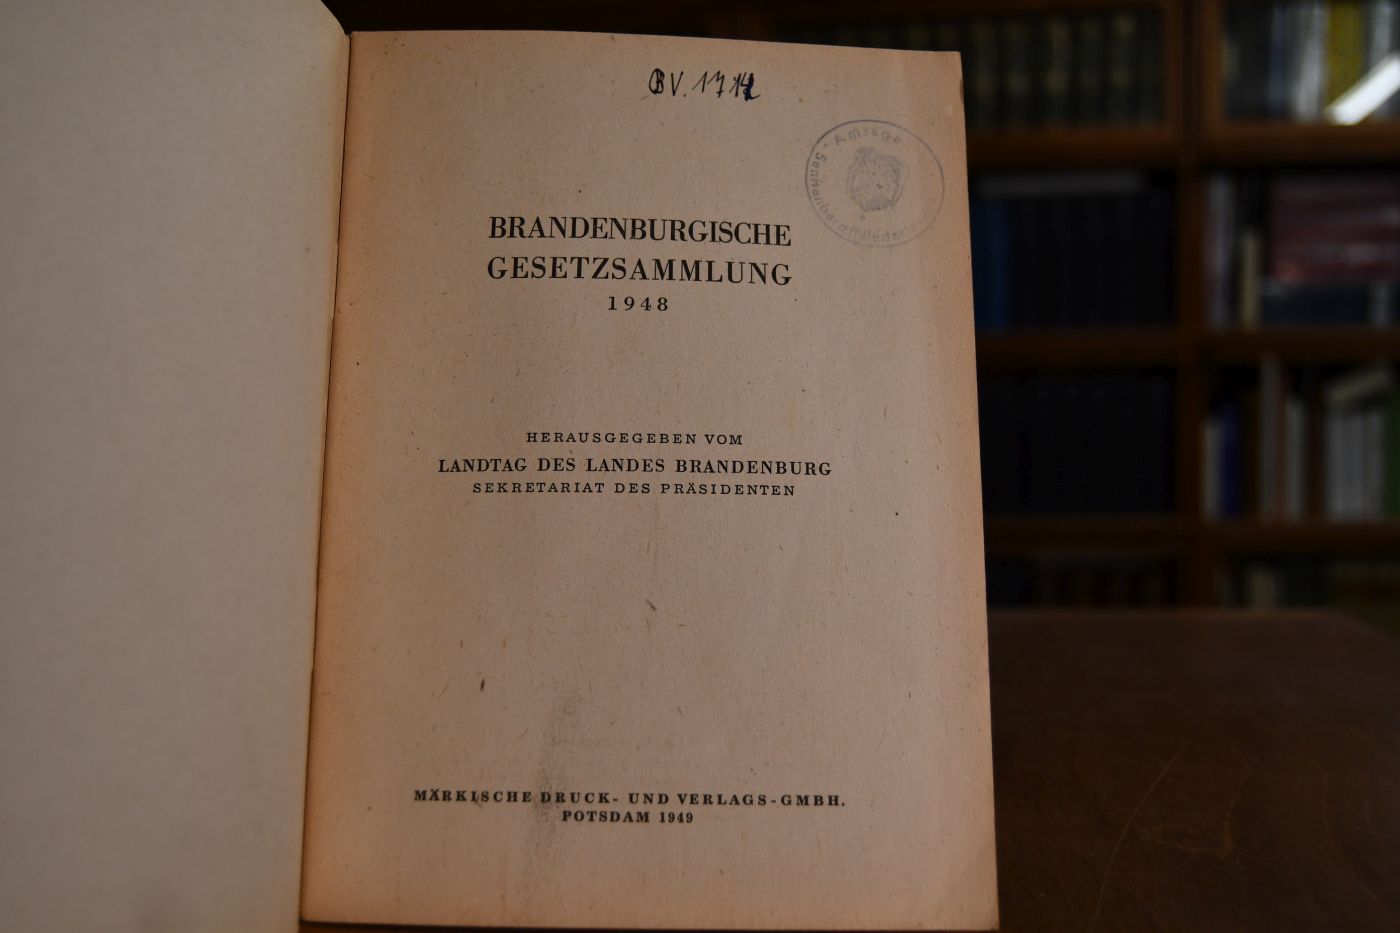 BV. 1714
BRANDENBURGISCHE
GESETZSAMMLUNG
1948
HERAUSGEGEBEN VOM
LANDTAG DES LANDES BRANDENBURG
SEKRETARIAT DES PRÄSIDENTEN
MÄRKISCHE DRUCK- UND VERLAGS-GMBH.
POTSDAM 1949